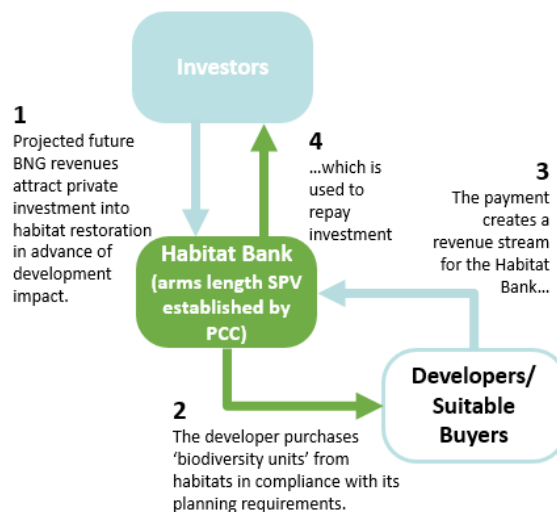 Investors
1
Projected future
BNG revenues
attract private
investment into
habitat restoration
in advance of
development
impact.
4
...which is
used to
repay
investment
3
The payment
creates a
revenue stream
for the Habitat
Bank...
Habitat Bank
(arms length SPV
established by
PCC)
Developers/
Suitable
Buyers
2
The developer purchases
‘biodiversity units’ from
habitats in compliance with its
planning requirements.